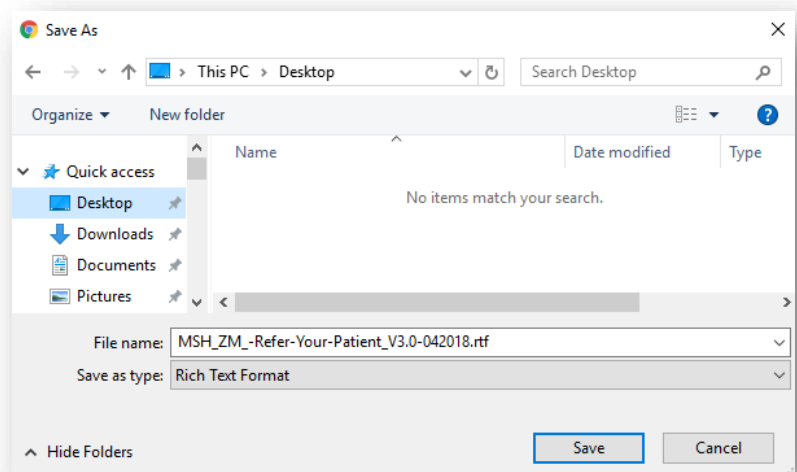 Save As
This PC > Desktop
Search Desktop
Organize
New folder
Name
Date modified
Type
Quick access
Desktop
Downloads
Documents
Pictures
No items match your search.
File name: MSH_ZM_-Refer-Your-Patient_V3.0-042018.rtf
Save as type: Rich Text Format
Hide Folders
Save
Cancel